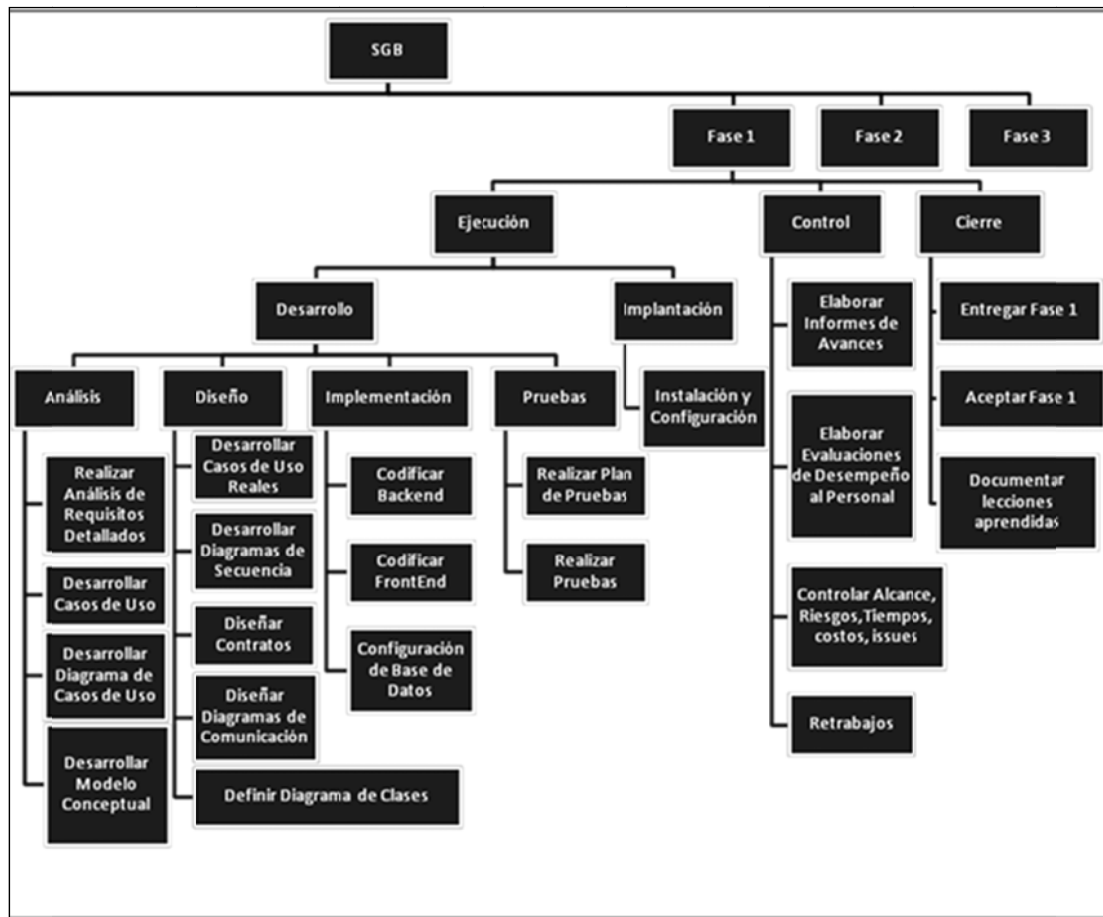 SGB
Fase 1
Fase 2
Fase 3
Ejecución
Control
Cierre
Desarrollo
Implantación
Elaborar
Informes de
Avances
Entregar Fase 1
Análisis
Diseño
Implementación
Pruebas
Instalación y
Configuración
Aceptar Fase 1
Elaborar
Evaluaciones
de Desempeño
al Personal
Documentar
lecciones
aprendidas
Realizar
Análisis de
Requisitos
Detallados
Desarrollar
Casos de Uso
Reales
Codificar
Backend
Realizar Plan
de Pruebas
Desarrollar
Diagramas de
Secuencia
Codificar
FrontEnd
Realizar
Pruebas
Desarrollar
Casos de Uso
Diseñar
Contratos
Controlar Alcance,
Riesgos, Tiempos,
costos, issues
Desarrollar
Diagrama de
Casos de Uso
Configuración
de Base de
Datos
Diseñar
Diagramas de
Comunicación
Retrabajos
Desarrollar
Modelo
Conceptual
Definir Diagrama de Clases